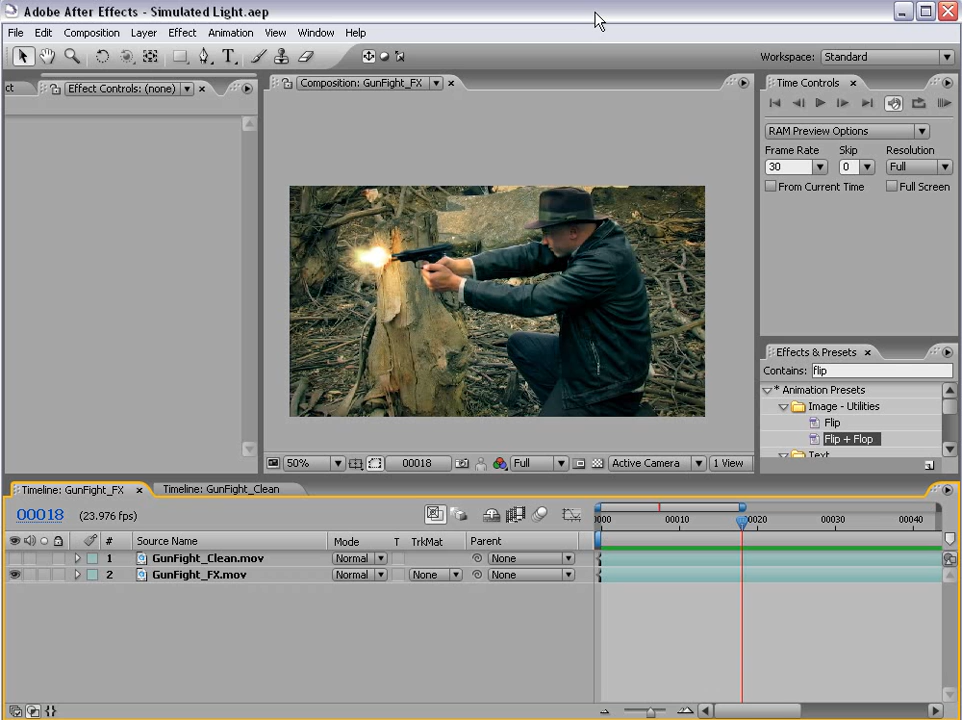 Adobe After Effects - Simulated Light.aep
File Edit Composition Layer Effect Animation View Window Help
Workspace: Standard
ct Effect Controls: (none)
Composition: GunFight_FX
Time Controls
RAM Preview Options
Frame Rate Skip Resolution
30 0 Full
From Current Time Full Screen
Effects & Presets
Contains: flip
* Animation Presets
Image - Utilities
Flip
Flip + Flop
Text
50% 00018 Full Active Camera 1 View
Timeline: GunFight_FX Timeline: GunFight_Clean
00018 (23.976 fps)
0000 00010 00020 00030 00040
# Source Name Mode T TrkMat Parent
1 GunFight_Clean.mov Normal None
2 GunFight_FX.mov Normal None None